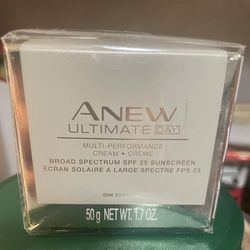 ANEW
ULTIMATE DAY
MULTI-PERFORMANCE
CREAM • CRÈME
BROAD SPECTRUM SPF 25 SUNSCREEN
ÉCRAN SOLAIRE À LARGE SPECTRE FPS 25
DIN
50 g NET WT. 1.7 OZ.